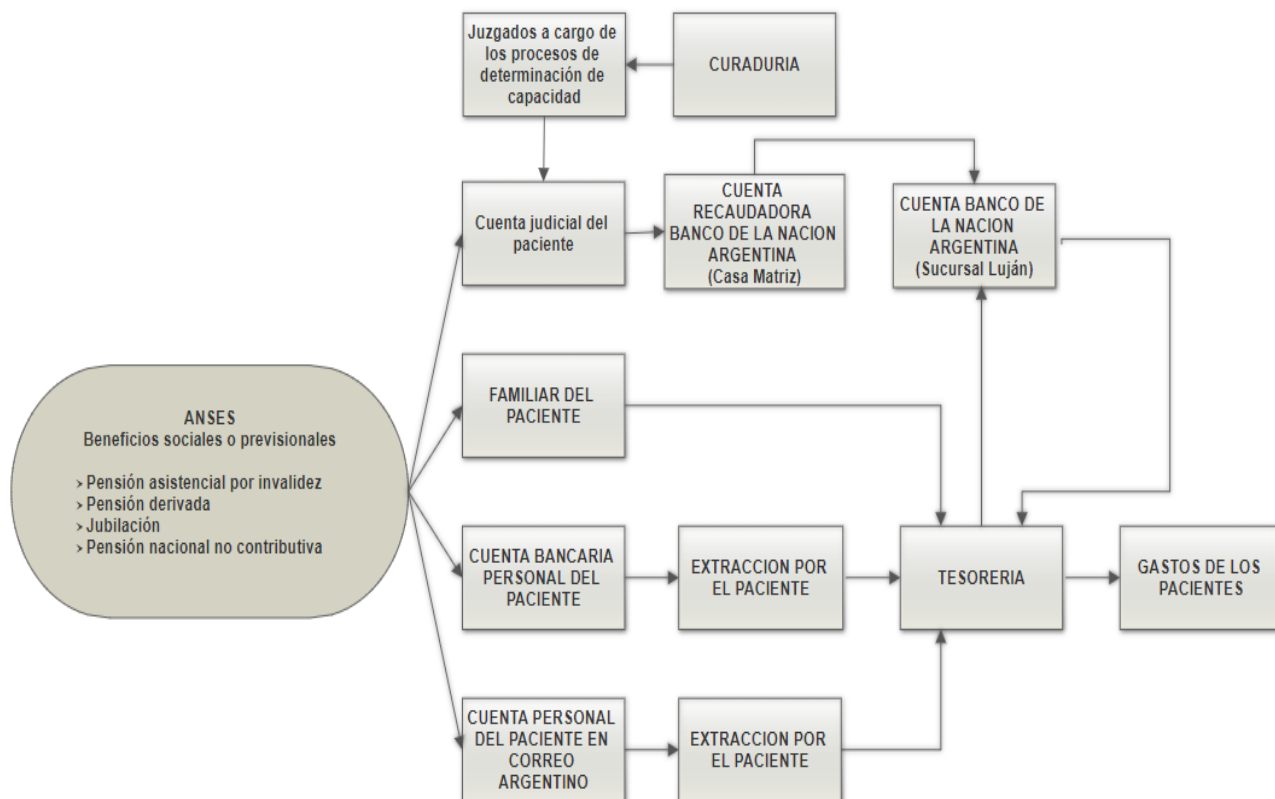 Juzgados a cargo de
los procesos de
determinación de
capacidad
CURADURIA
Cuenta judicial del
paciente
CUENTA
RECAUDADORA
BANCO DE LA NACION
ARGENTINA
(Casa Matriz)
CUENTA BANCO DE
LA NACION
ARGENTINA
(Sucursal Luján)
ANSES
Beneficios sociales o previsionales
> Pensión asistencial por invalidez
> Pensión derivada
> Jubilación
> Pensión nacional no contributiva
FAMILIAR DEL
PACIENTE
CUENTA BANCARIA
PERSONAL DEL
PACIENTE
EXTRACCION POR
EL PACIENTE
TESORERIA
GASTOS DE LOS
PACIENTES
CUENTA PERSONAL
DEL PACIENTE EN
CORREO
ARGENTINO
EXTRACCION POR
EL PACIENTE